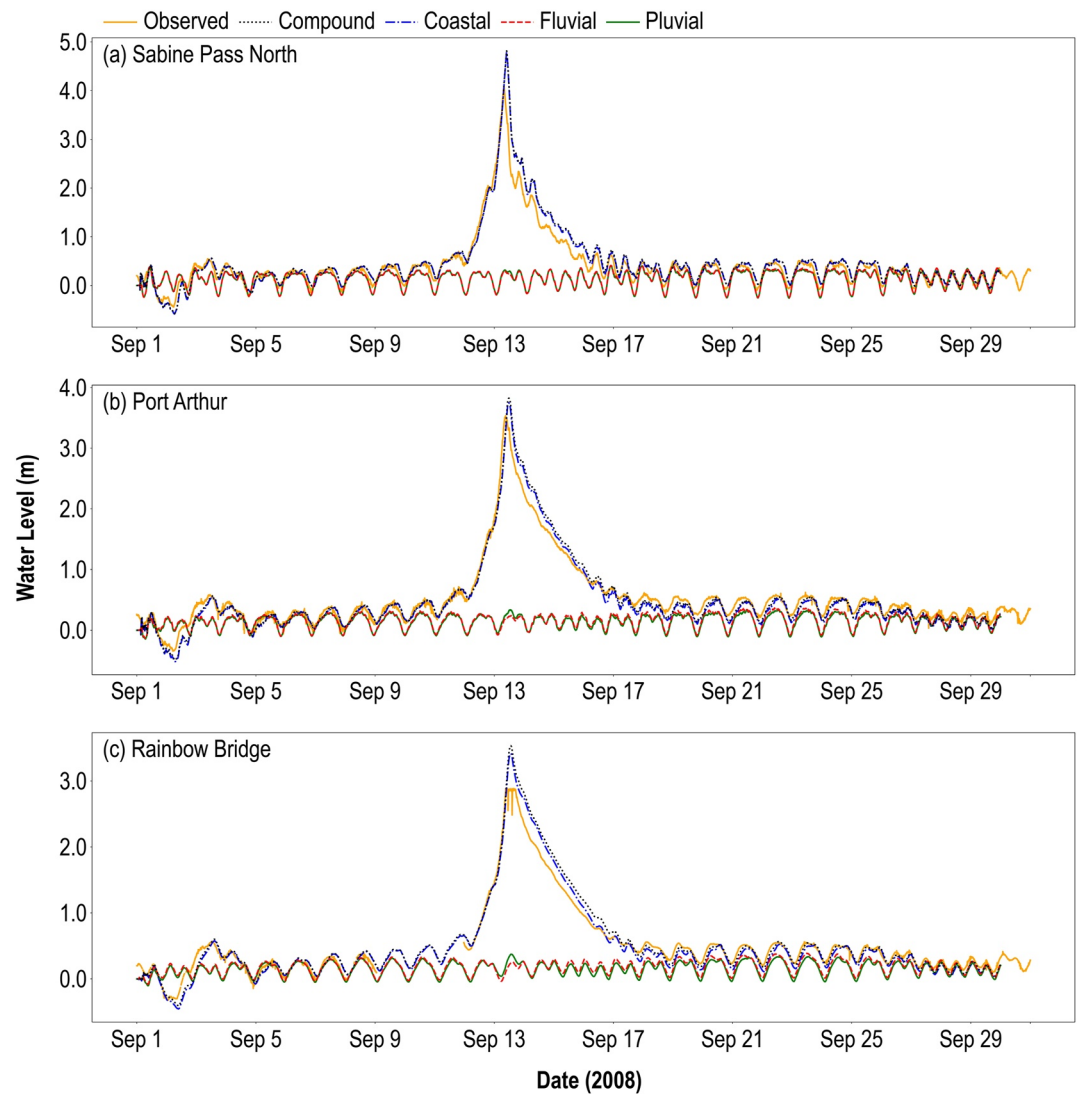 Observed Compound Coastal Fluvial Pluvial
(a) Sabine Pass North
5.0
4.0
3.0
2.0
1.0
0.0
Sep 1 Sep 5 Sep 9 Sep 13 Sep 17 Sep 21 Sep 25 Sep 29
(b) Port Arthur
4.0
3.0
2.0
1.0
0.0
Sep 1 Sep 5 Sep 9 Sep 13 Sep 17 Sep 21 Sep 25 Sep 29
Water Level (m)
(c) Rainbow Bridge
3.0
2.0
1.0
0.0
Sep 1 Sep 5 Sep 9 Sep 13 Sep 17 Sep 21 Sep 25 Sep 29
Date (2008)